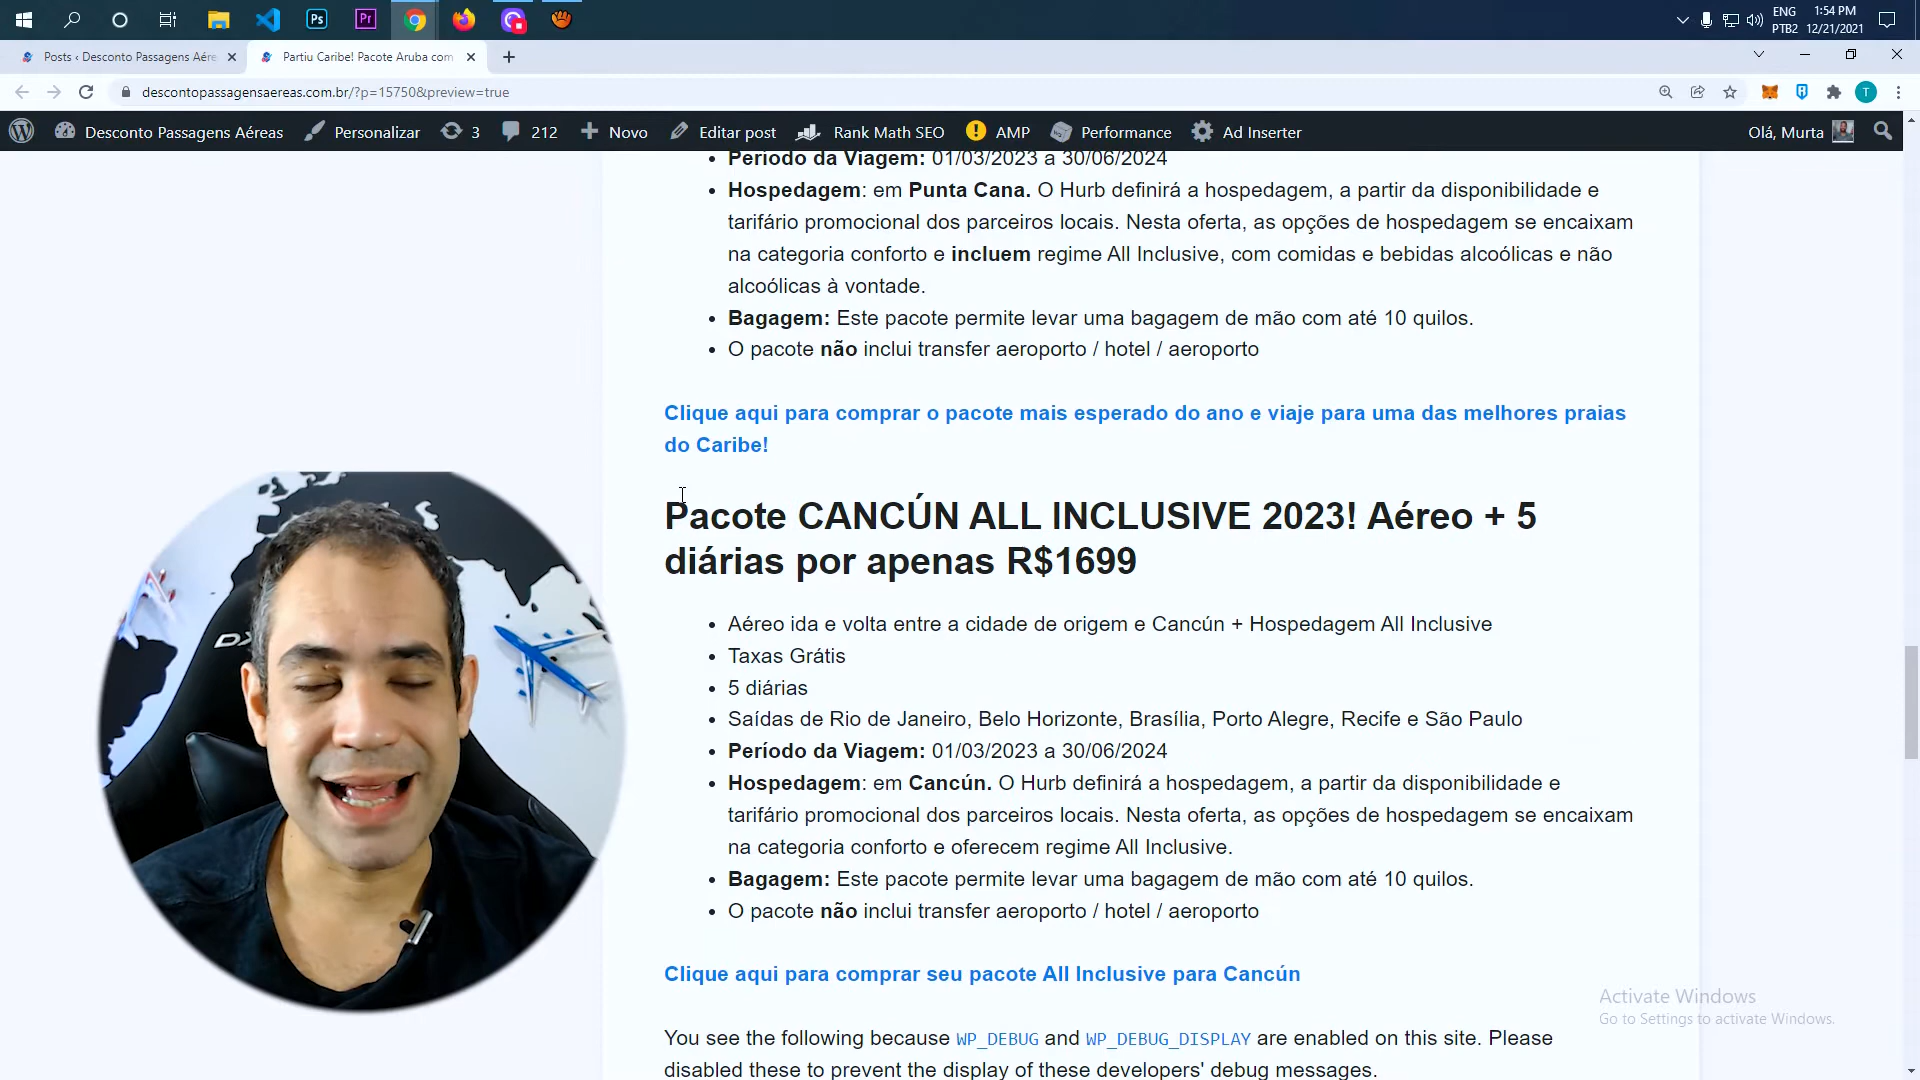 ENG
1:54 PM
PTB2
12/21/2021
Posts ‹ Desconto Passagens Aére
Partiu Caribe! Pacote Aruba com
descontopassagensaereas.com.br/?p=15750&preview=true
T
Desconto Passagens Aéreas
Personalizar
3
212
Novo
Editar post
Rank Math SEO
AMP
Performance
Ad Inserter
Olá, Murta
Período da Viagem: 01/03/2023 a 30/06/2024
Hospedagem: em Punta Cana. O Hurb definirá a hospedagem, a partir da disponibilidade e
tarifário promocional dos parceiros locais. Nesta oferta, as opções de hospedagem se encaixam
na categoria conforto e incluem regime All Inclusive, com comidas e bebidas alcoólicas e não
alcoólicas à vontade.
Bagagem: Este pacote permite levar uma bagagem de mão com até 10 quilos.
O pacote não inclui transfer aeroporto / hotel / aeroporto
Clique aqui para comprar o pacote mais esperado do ano e viaje para uma das melhores praias
do Caribe!
Pacote CANCÚN ALL INCLUSIVE 2023! Aéreo + 5
diárias por apenas R$1699
Aéreo ida e volta entre a cidade de origem e Cancún + Hospedagem All Inclusive
Taxas Grátis
5 diárias
Saídas de Rio de Janeiro, Belo Horizonte, Brasília, Porto Alegre, Recife e São Paulo
Período da Viagem: 01/03/2023 a 30/06/2024
Hospedagem: em Cancún. O Hurb definirá a hospedagem, a partir da disponibilidade e
tarifário promocional dos parceiros locais. Nesta oferta, as opções de hospedagem se encaixam
na categoria conforto e oferecem regime All Inclusive.
Bagagem: Este pacote permite levar uma bagagem de mão com até 10 quilos.
O pacote não inclui transfer aeroporto / hotel / aeroporto
Clique aqui para comprar seu pacote All Inclusive para Cancún
You see the following because WP_DEBUG and WP_DEBUG_DISPLAY are enabled on this site. Please
disabled these to prevent the display of these developers' debug messages.
Activate Windows
Go to Settings to activate Windows.
Ps
Pr